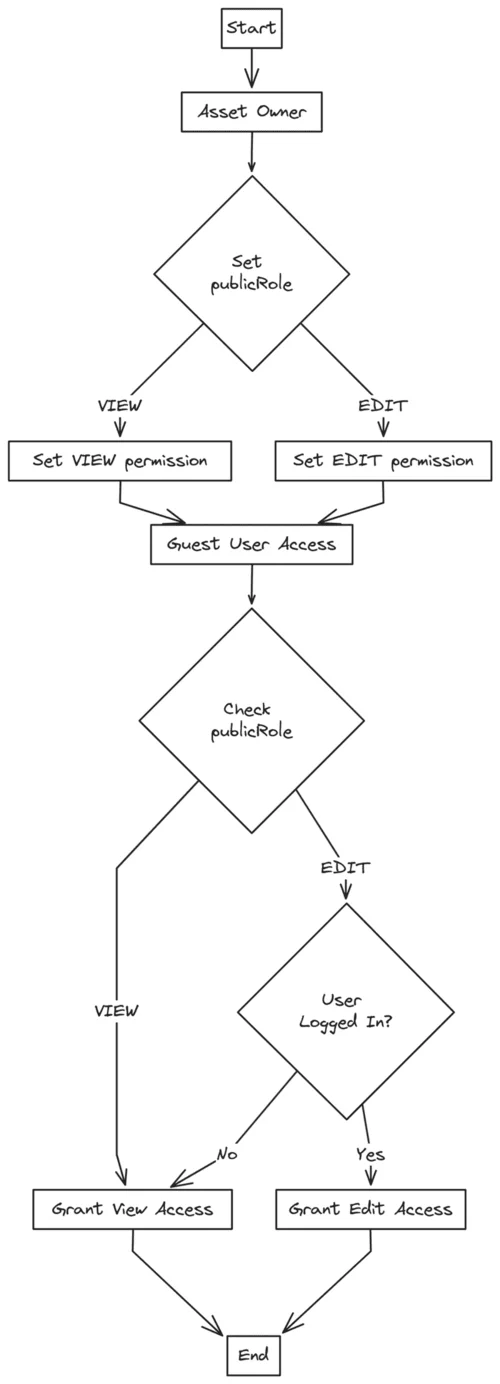 Start
Asset Owner
Set
publicRole
VIEW
EDIT
Set VIEW permission
Set EDIT permission
Guest User Access
Check
publicRole
EDIT
User
Logged In?
VIEW
No
Yes
Grant View Access
Grant Edit Access
End